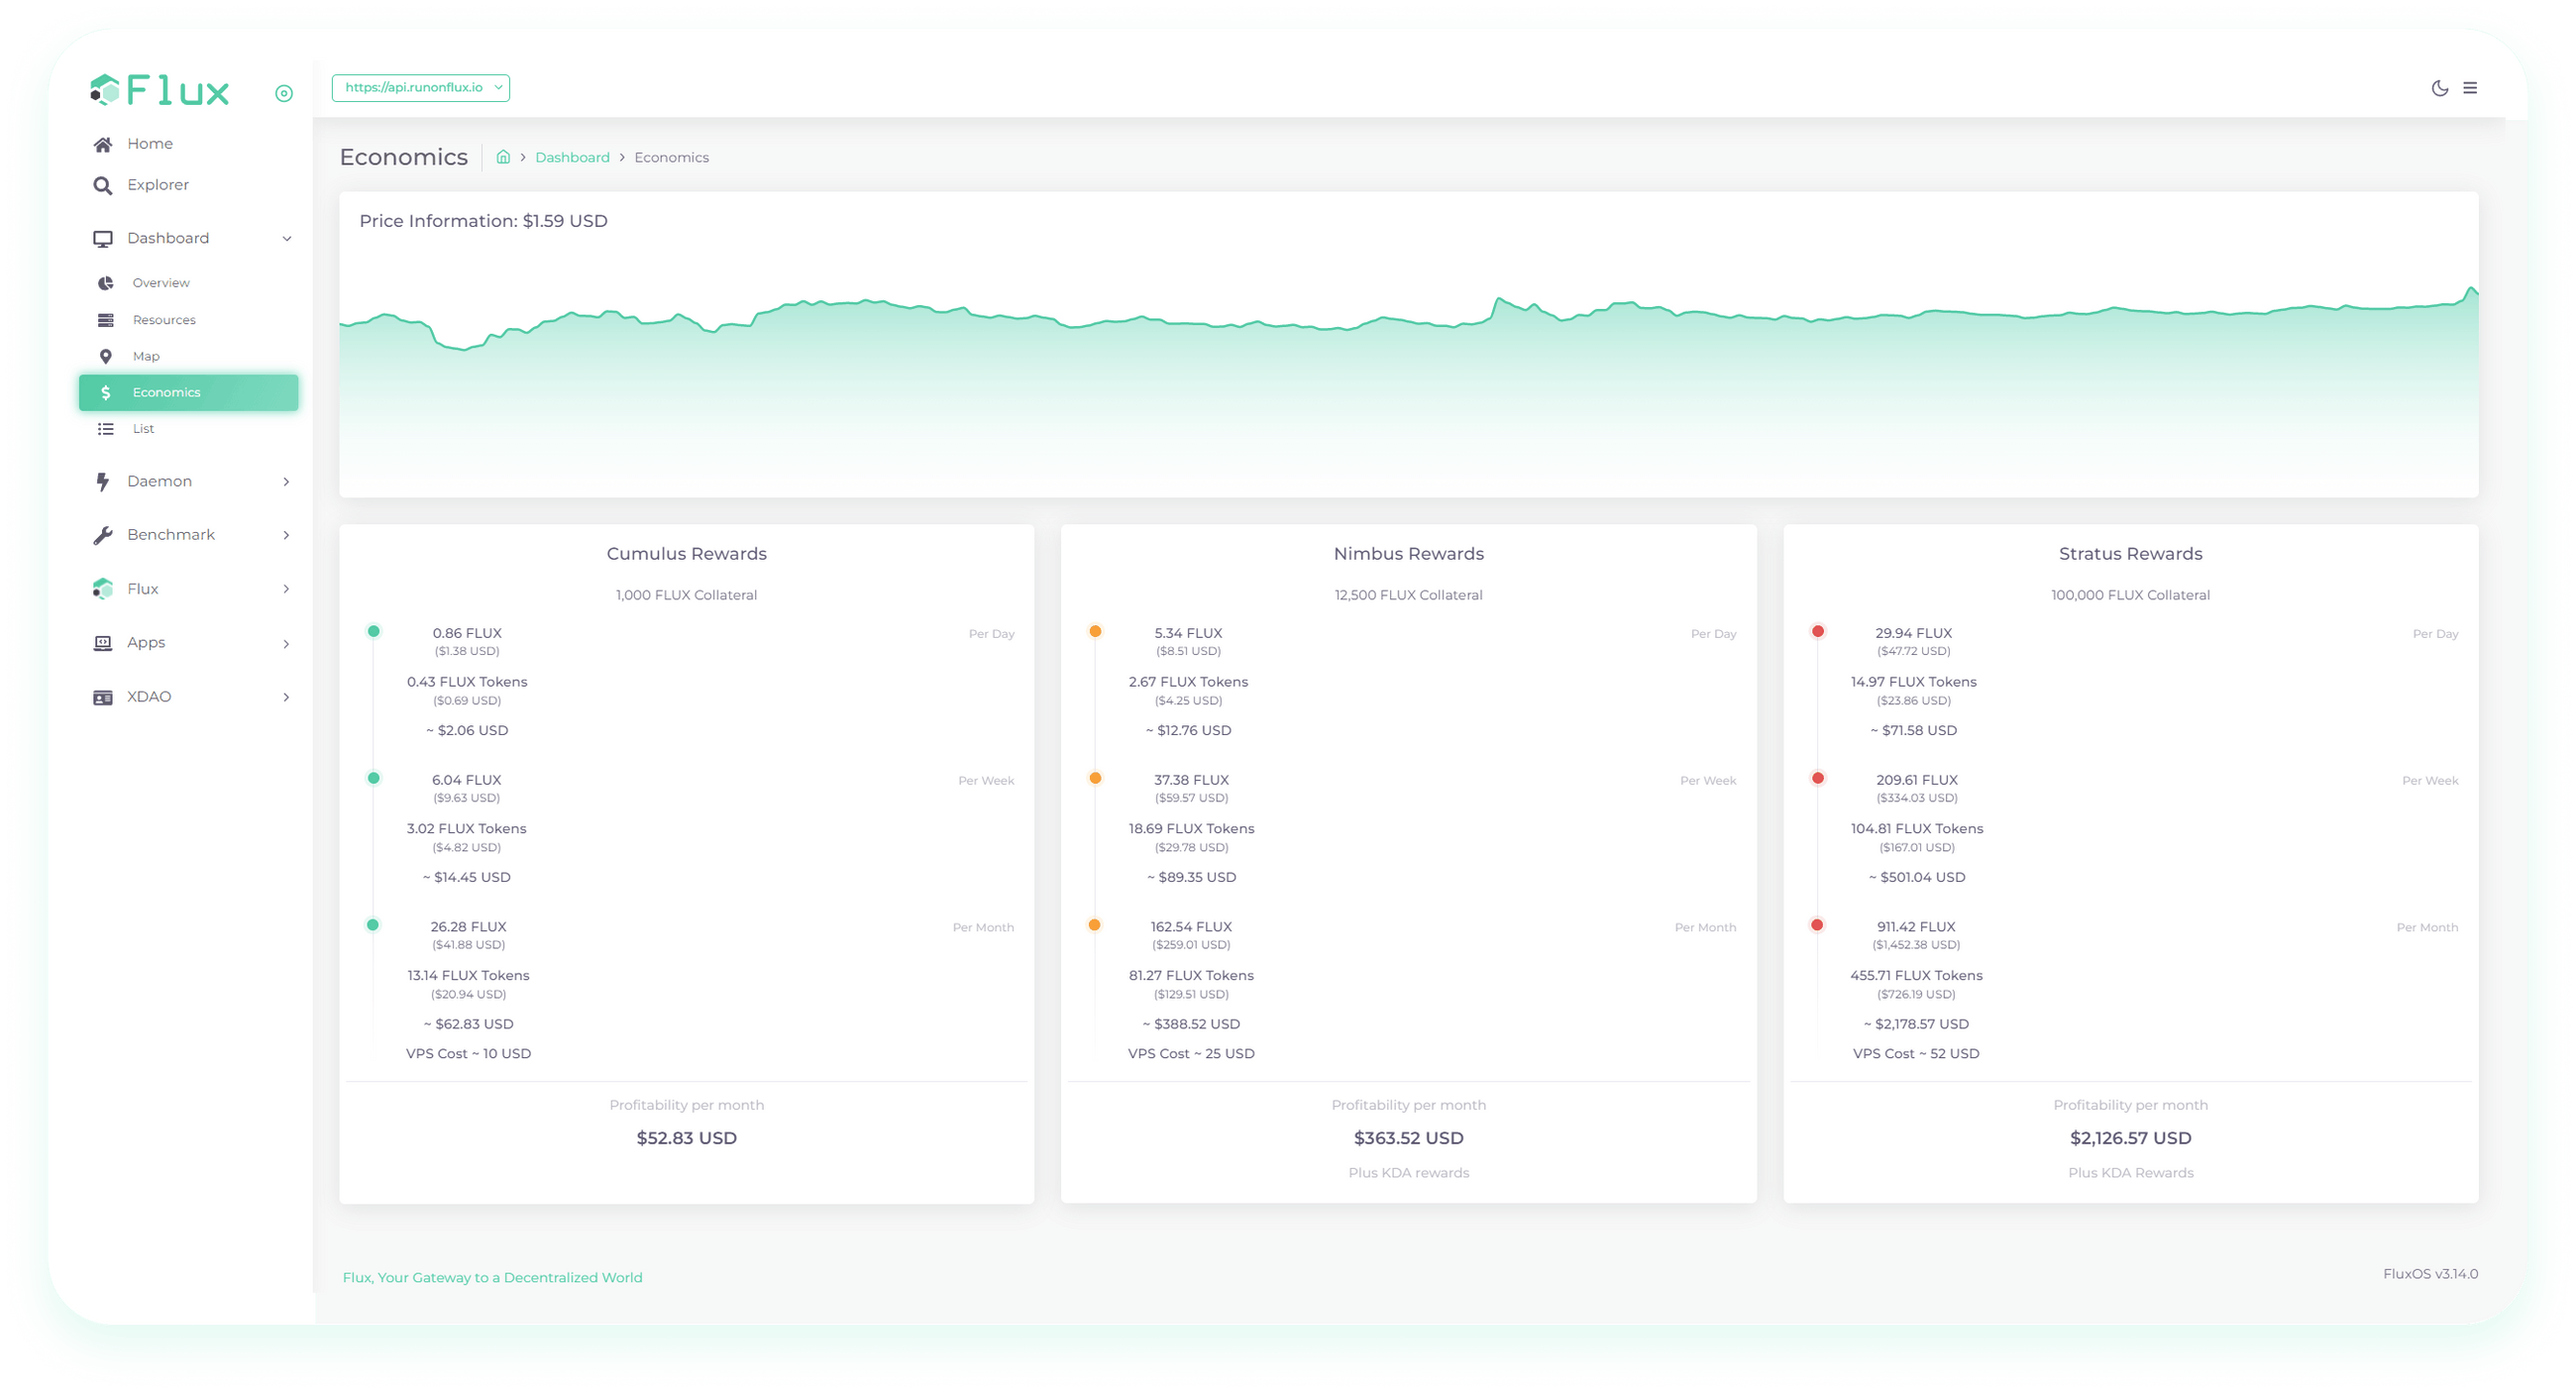 Flux
https://api.runonflux.io
Home
Explorer
Dashboard
Overview
Resources
Map
Economics
List
Daemon
Benchmark
Flux
Apps
XDAO
Economics
Dashboard
Economics
Price Information: $1.59 USD
Cumulus Rewards
1,000 FLUX Collateral
0.86 FLUX
Per Day
($1.38 USD)
0.43 FLUX Tokens
($0.69 USD)
~ $2.06 USD
6.04 FLUX
Per Week
($9.63 USD)
3.02 FLUX Tokens
($4.82 USD)
~ $14.45 USD
26.28 FLUX
Per Month
($41.88 USD)
13.14 FLUX Tokens
($20.94 USD)
~ $62.83 USD
VPS Cost ~ 10 USD
Profitability per month
$52.83 USD
Nimbus Rewards
12,500 FLUX Collateral
5.34 FLUX
Per Day
($8.51 USD)
2.67 FLUX Tokens
($4.25 USD)
~ $12.76 USD
37.38 FLUX
Per Week
($59.57 USD)
18.69 FLUX Tokens
($29.78 USD)
~ $89.35 USD
162.54 FLUX
Per Month
($259.01 USD)
81.27 FLUX Tokens
($129.51 USD)
~ $388.52 USD
VPS Cost ~ 25 USD
Profitability per month
$363.52 USD
Plus KDA rewards
Stratus Rewards
100,000 FLUX Collateral
29.94 FLUX
Per Day
($47.72 USD)
14.97 FLUX Tokens
($23.86 USD)
~ $71.58 USD
209.61 FLUX
Per Week
($334.03 USD)
104.81 FLUX Tokens
($167.01 USD)
~ $501.04 USD
911.42 FLUX
Per Month
($1,452.38 USD)
455.71 FLUX Tokens
($726.19 USD)
~ $2,178.57 USD
VPS Cost ~ 52 USD
Profitability per month
$2,126.57 USD
Plus KDA Rewards
Flux, Your Gateway to a Decentralized World
FluxOS v3.14.0